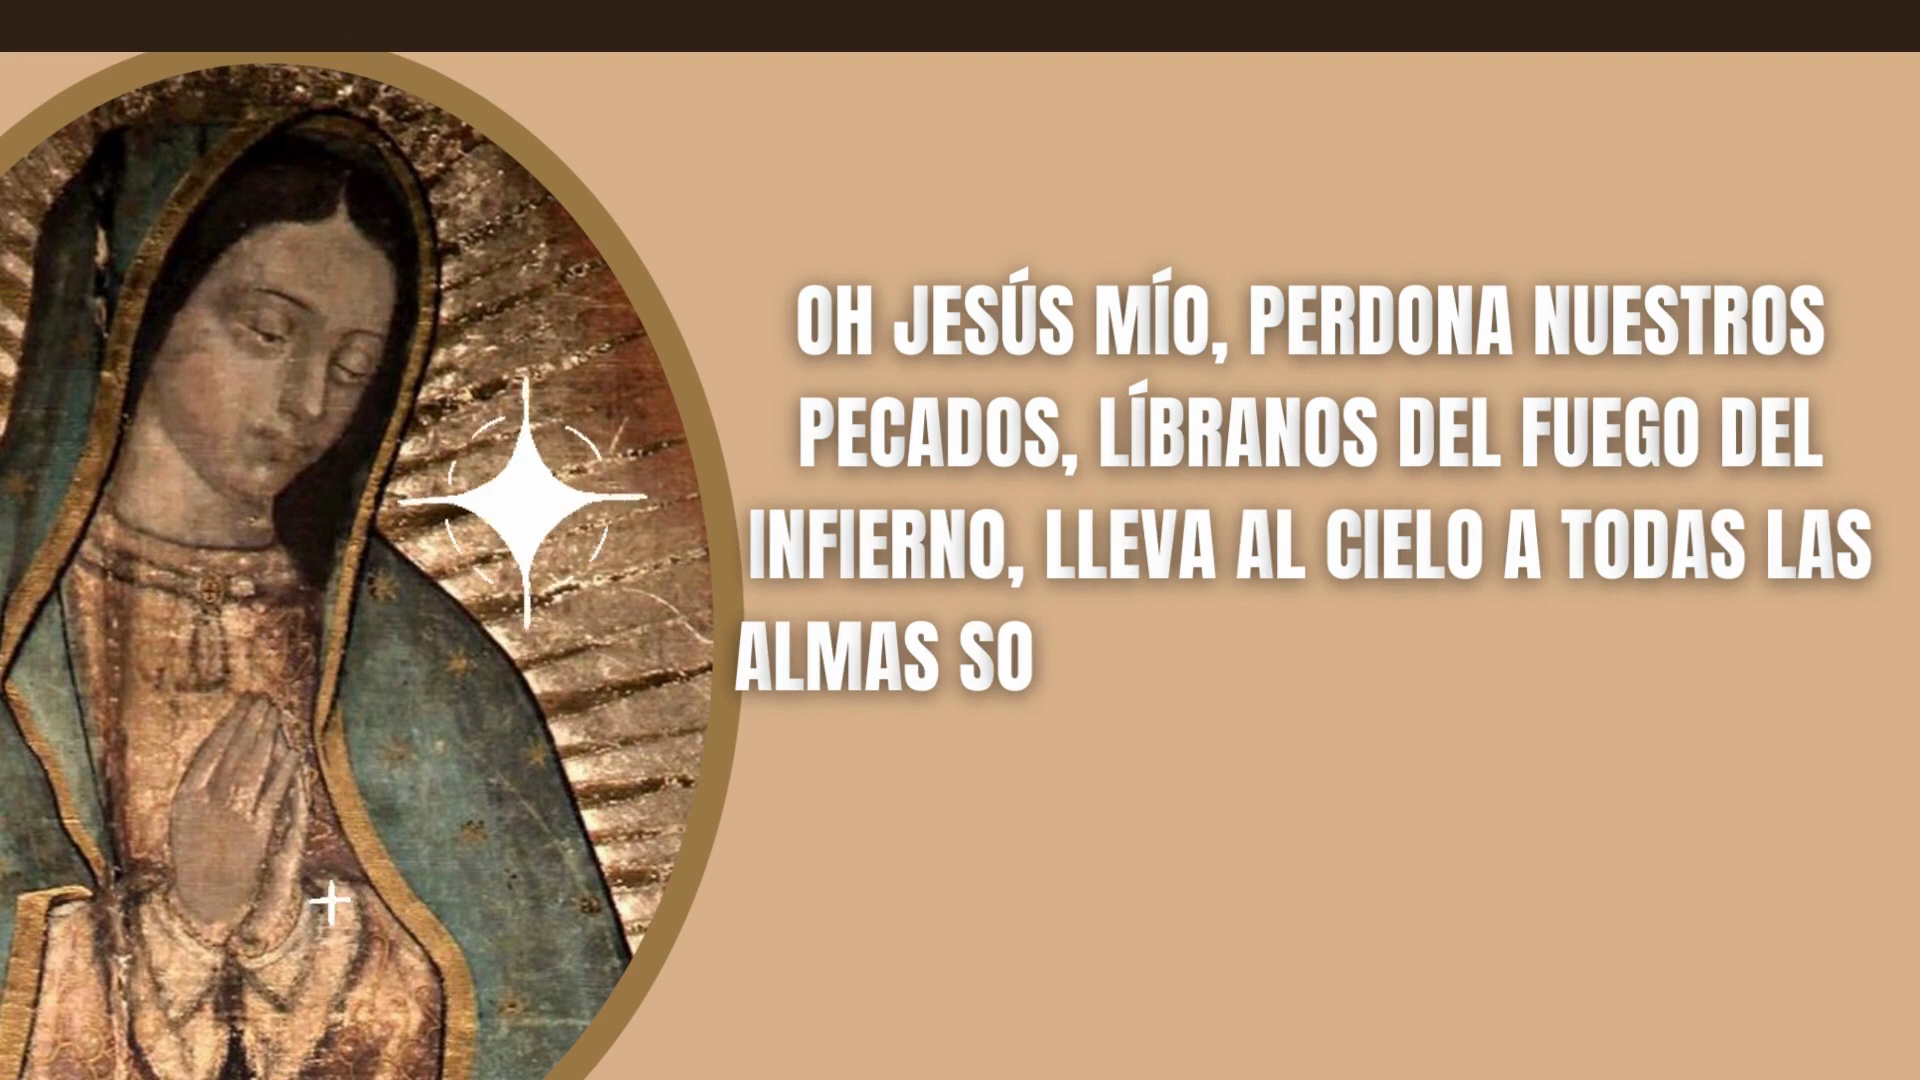 OH JESÚS MÍO, PERDONA NUESTROS
PECADOS, LÍBRANOS DEL FUEGO DEL
INFIERNO, LLEVA AL CIELO A TODAS LAS
ALMAS SO